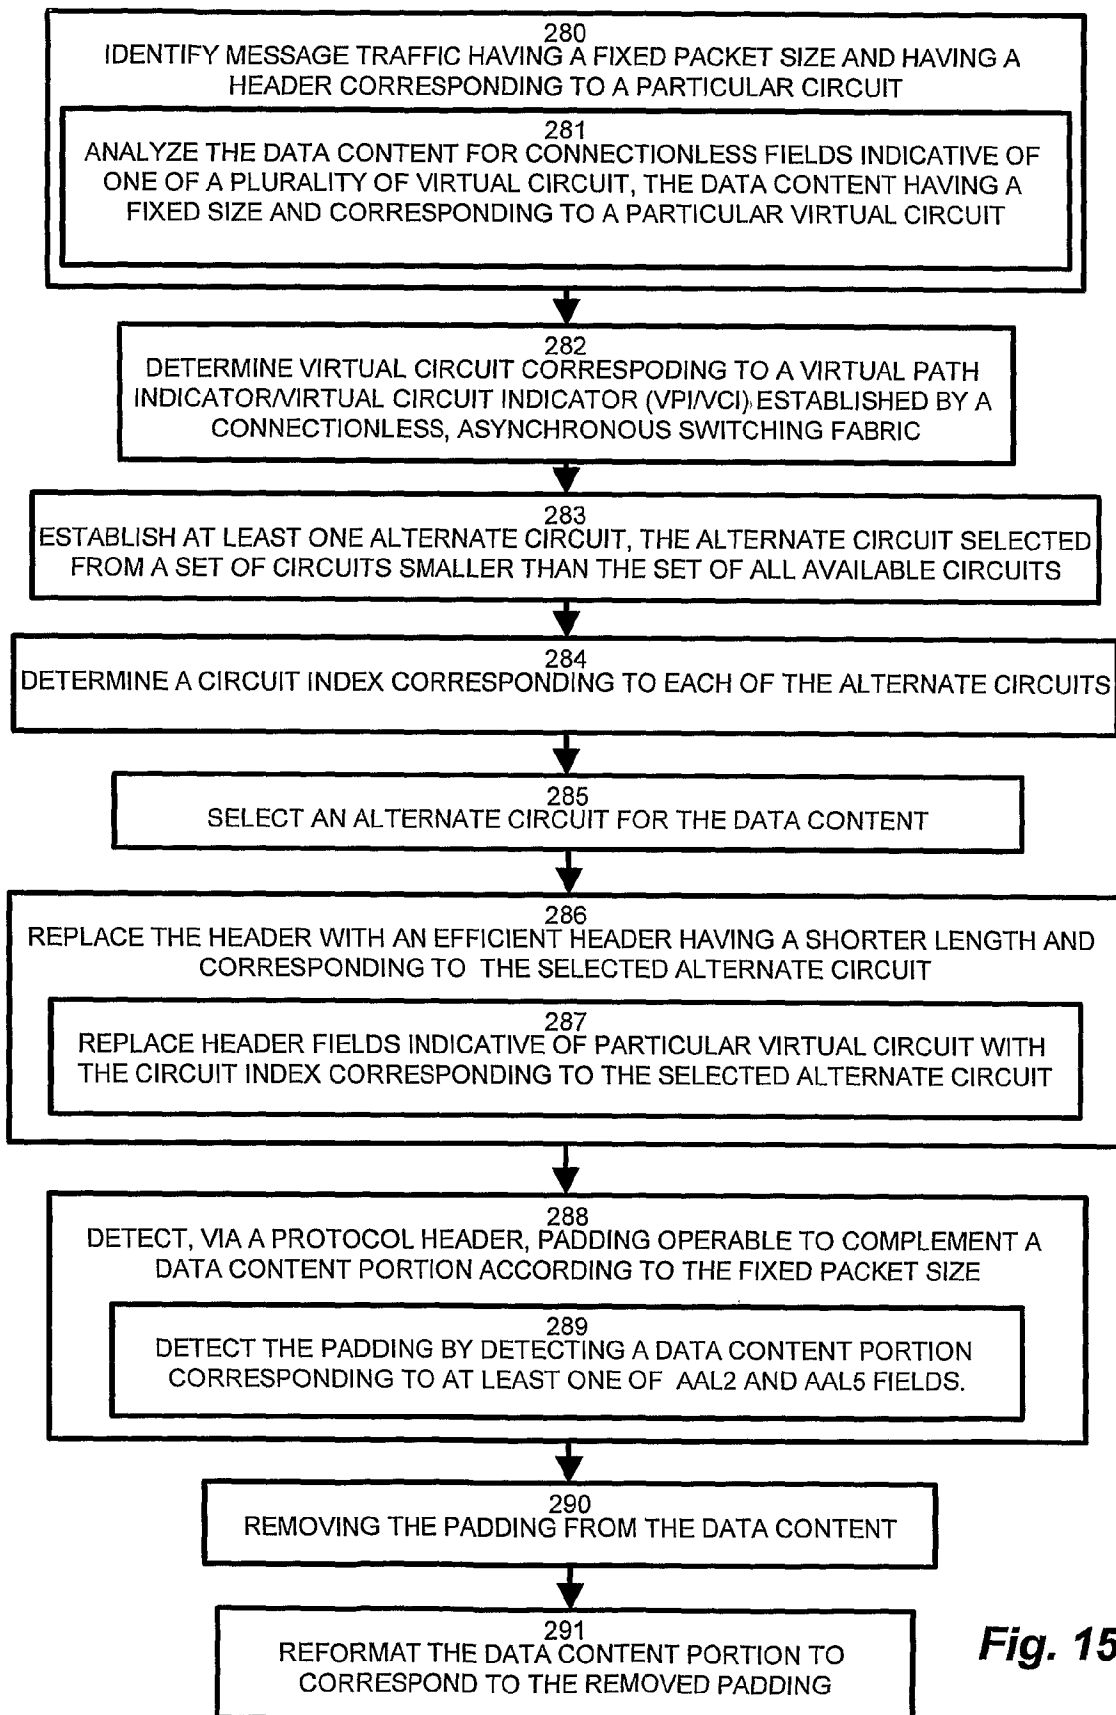 280
IDENTIFY MESSAGE TRAFFIC HAVING A FIXED PACKET SIZE AND HAVING A
HEADER CORRESPONDING TO A PARTICULAR CIRCUIT
281
ANALYZE THE DATA CONTENT FOR CONNECTIONLESS FIELDS INDICATIVE OF
ONE OF A PLURALITY OF VIRTUAL CIRCUIT, THE DATA CONTENT HAVING A
FIXED SIZE AND CORRESPONDING TO A PARTICULAR VIRTUAL CIRCUIT
282
DETERMINE VIRTUAL CIRCUIT CORRESPODING TO A VIRTUAL PATH
INDICATOR/VIRTUAL CIRCUIT INDICATOR (VPI/VCI) ESTABLISHED BY A
CONNECTIONLESS, ASYNCHRONOUS SWITCHING FABRIC
283
ESTABLISH AT LEAST ONE ALTERNATE CIRCUIT, THE ALTERNATE CIRCUIT SELECTED
FROM A SET OF CIRCUITS SMALLER THAN THE SET OF ALL AVAILABLE CIRCUITS
284
DETERMINE A CIRCUIT INDEX CORRESPONDING TO EACH OF THE ALTERNATE CIRCUITS
285
SELECT AN ALTERNATE CIRCUIT FOR THE DATA CONTENT
286
REPLACE THE HEADER WITH AN EFFICIENT HEADER HAVING A SHORTER LENGTH AND
CORRESPONDING TO THE SELECTED ALTERNATE CIRCUIT
287
REPLACE HEADER FIELDS INDICATIVE OF PARTICULAR VIRTUAL CIRCUIT WITH
THE CIRCUIT INDEX CORRESPONDING TO THE SELECTED ALTERNATE CIRCUIT
288
DETECT, VIA A PROTOCOL HEADER, PADDING OPERABLE TO COMPLEMENT A
DATA CONTENT PORTION ACCORDING TO THE FIXED PACKET SIZE
289
DETECT THE PADDING BY DETECTING A DATA CONTENT PORTION
CORRESPONDING TO AT LEAST ONE OF AAL2 AND AAL5 FIELDS.
290
REMOVING THE PADDING FROM THE DATA CONTENT
291
REFORMAT THE DATA CONTENT PORTION TO
CORRESPOND TO THE REMOVED PADDING
Fig. 15